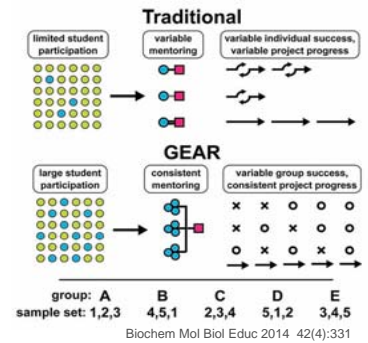 Traditional
limited student participation
variable mentoring
variable individual success, variable project progress
GEAR
large student participation
consistent mentoring
variable group success, consistent project progress
x x o o o
x o o x o
o o x x o
group: A B C D E
sample set: 1,2,3 4,5,1 2,3,4 5,1,2 3,4,5
Biochem Mol Biol Educ 2014 42(4):331